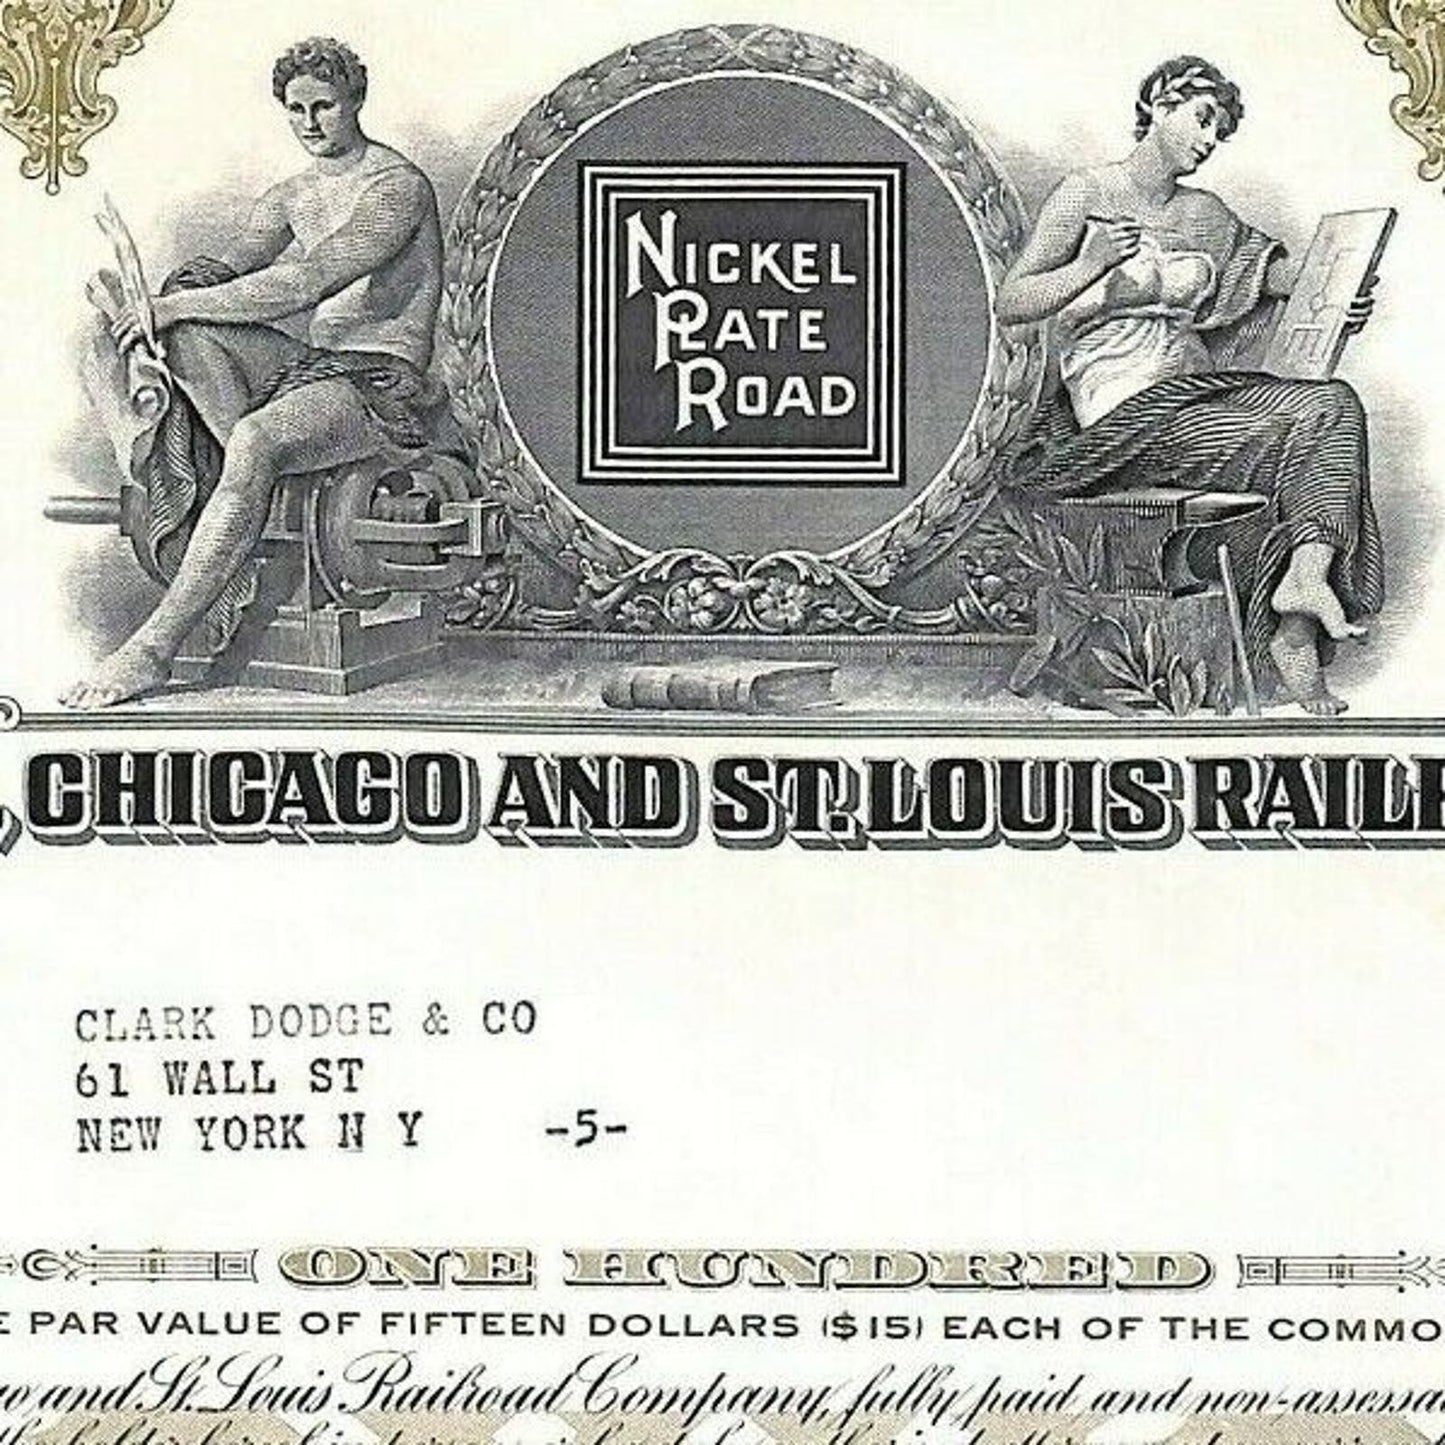 NICKEL
PLATE
ROAD
CHICAGO AND ST. LOUIS RAILR
CLARK DODGE & CO
61 WALL ST
NEW YORK N Y -5-
ONE HUNDRED
E PAR VALUE OF FIFTEEN DOLLARS ($15) EACH OF THE COMMO
go and St. Louis Railroad Company, fully paid and non-assessa